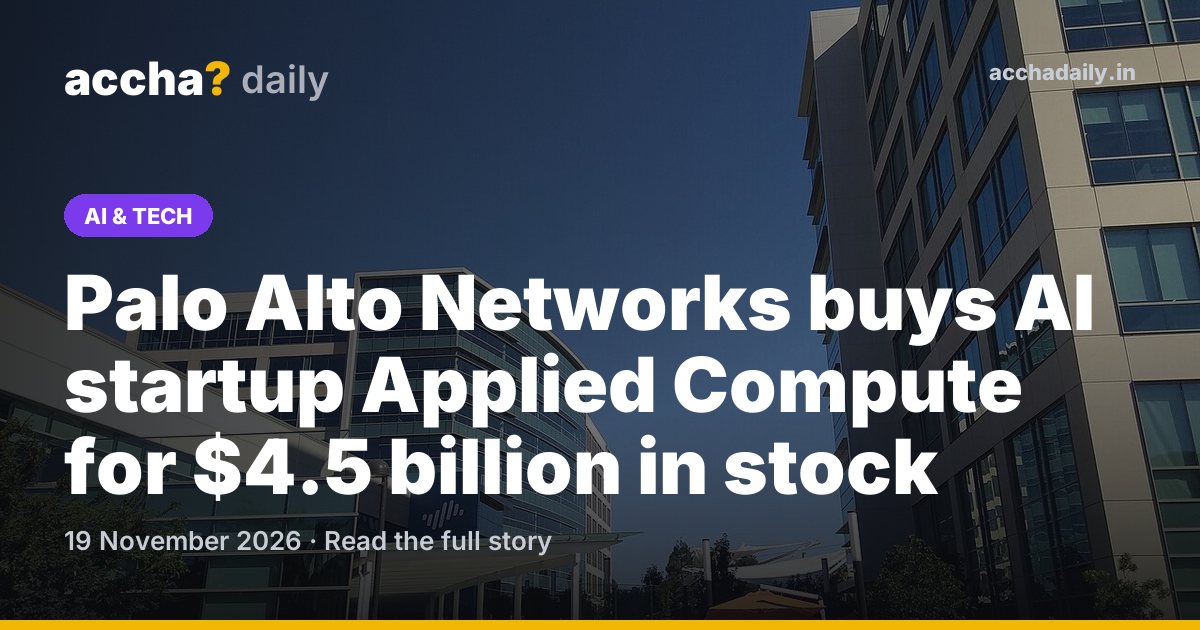 accha? daily
acchadaily.in
AI & TECH
Palo Alto Networks buys AI
startup Applied Compute
for $4.5 billion in stock
19 November 2026 · Read the full story